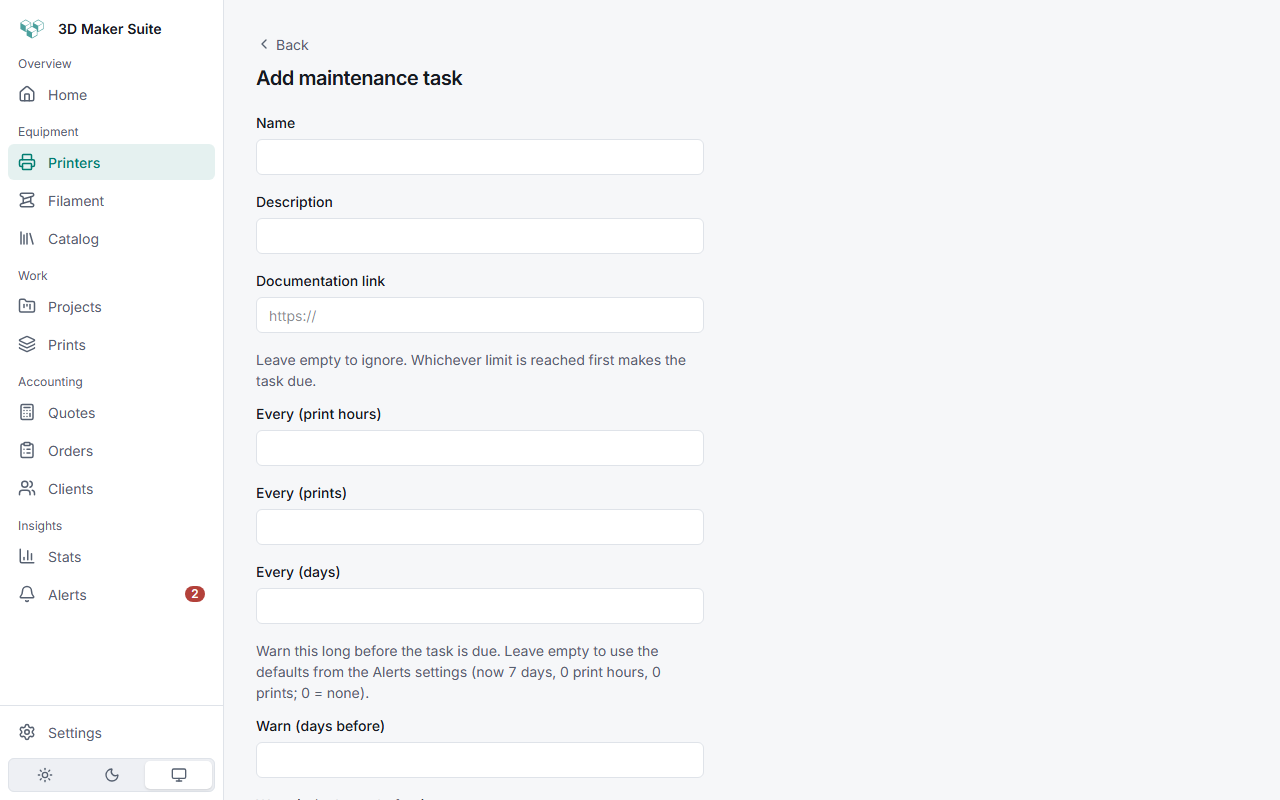 3D Maker Suite
Overview
Home
Equipment
Printers
Filament
Catalog
Work
Projects
Prints
Accounting
Quotes
Orders
Clients
Insights
Stats
Alerts 2
Settings
Back
Add maintenance task
Name
Description
Documentation link
https://
Leave empty to ignore. Whichever limit is reached first makes the
task due.
Every (print hours)
Every (prints)
Every (days)
Warn this long before the task is due. Leave empty to use the
defaults from the Alerts settings (now 7 days, 0 print hours, 0
prints; 0 = none).
Warn (days before)